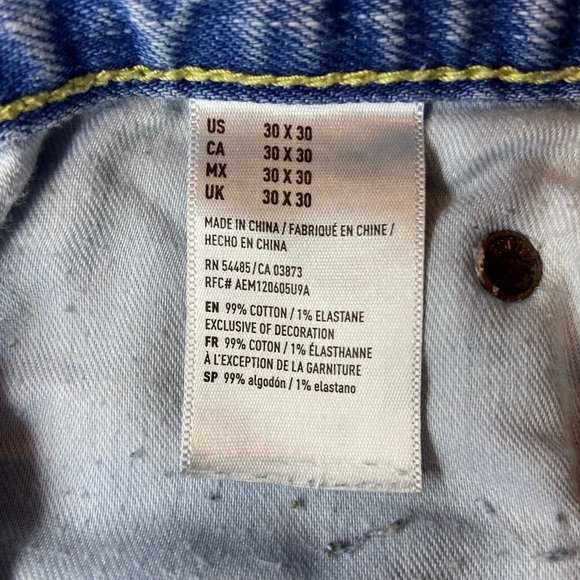 US 30 X 30
CA 30 X 30
MX 30 X 30
UK 30 X 30
MADE IN CHINA / FABRIQUÉ EN CHINE /
HECHO EN CHINA
RN 54485/CA 03873
RFC# AEM120605U9A
EN 99% COTTON / 1% ELASTANE
EXCLUSIVE OF DECORATION
FR 99% COTON / 1% ÉLASTHANNE
À L'EXCEPTION DE LA GARNITURE
SP 99% algodón / 1% elastano